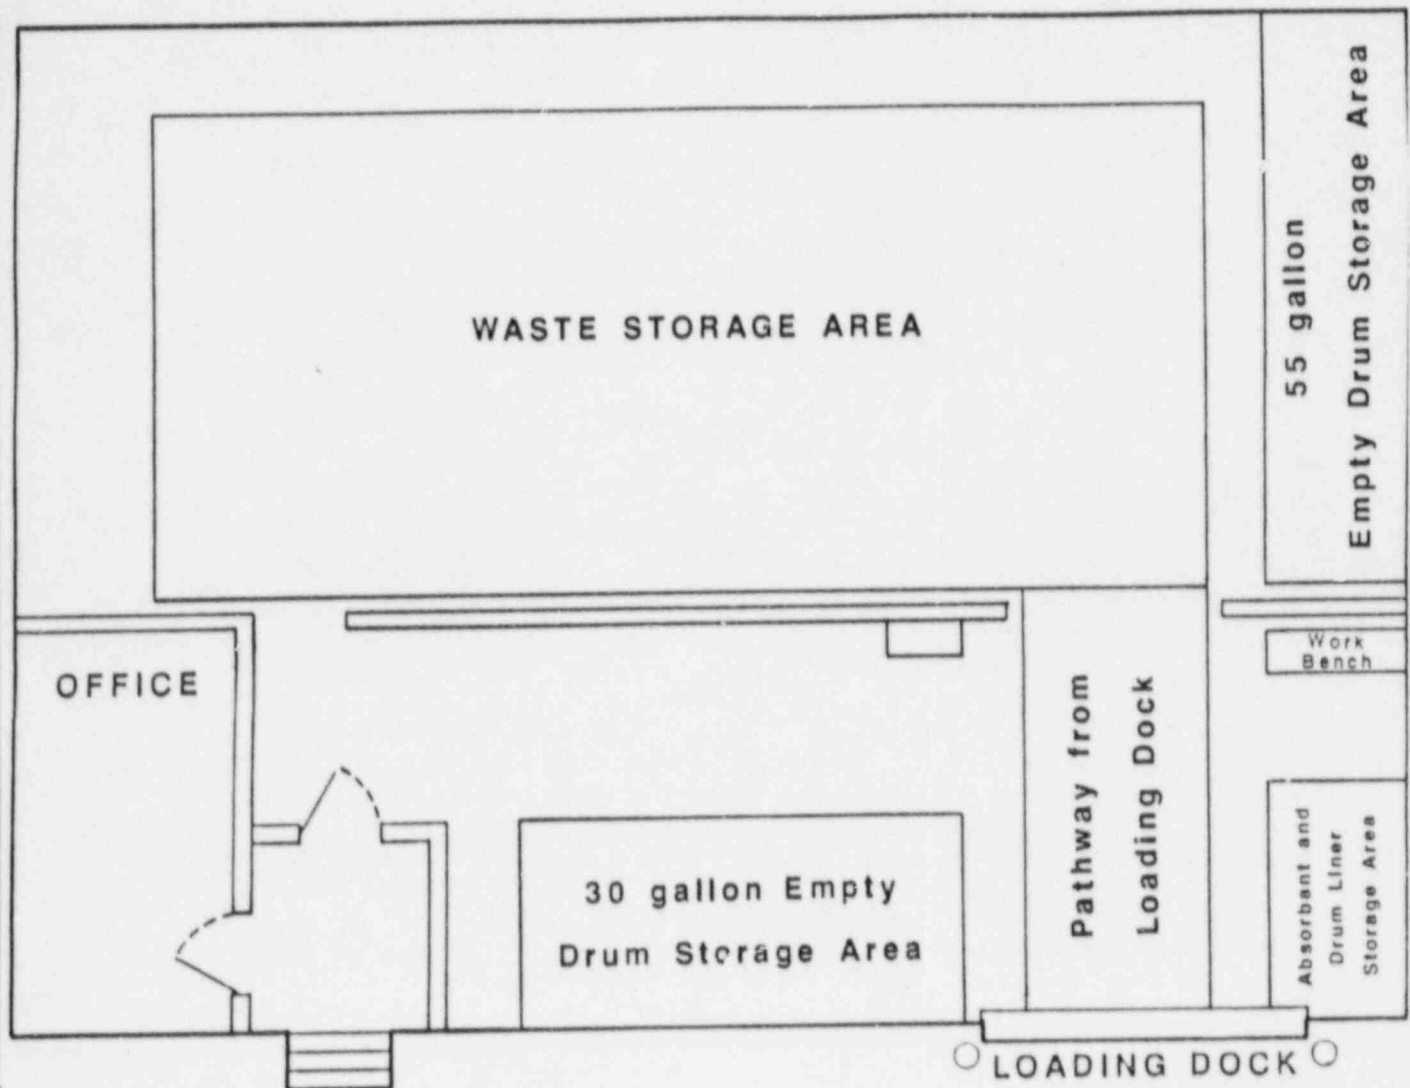 WASTE STORAGE AREA
55 gallon
Empty Drum Storage Area
Work
Bench
OFFICE
Pathway from
Loading Dock
30 gallon Empty
Drum Storage Area
Absorbant and
Drum Liner
Storage Area
LOADING DOCK